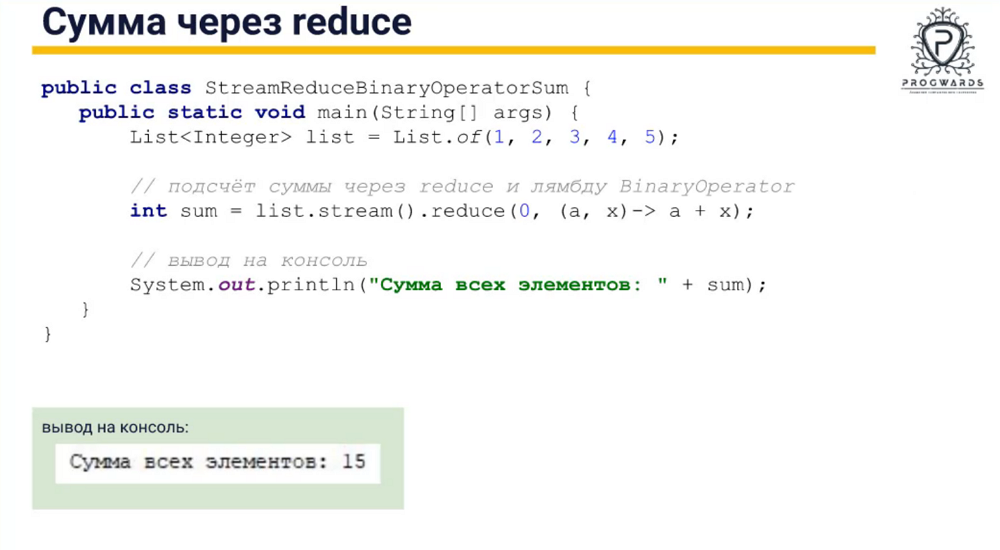 Сумма через reduce
PROGWARDS
public class StreamReduceBinaryOperatorSum {
public static void main(String[] args) {
List<Integer> list = List.of(1, 2, 3, 4, 5);
// подсчёт суммы через reduce и лямбду BinaryOperator
int sum = list.stream().reduce(0, (a, x)-> a + x);
// вывод на консоль
System.out.println("Сумма всех элементов: " + sum);
}
}
вывод на консоль:
Сумма всех элементов: 15